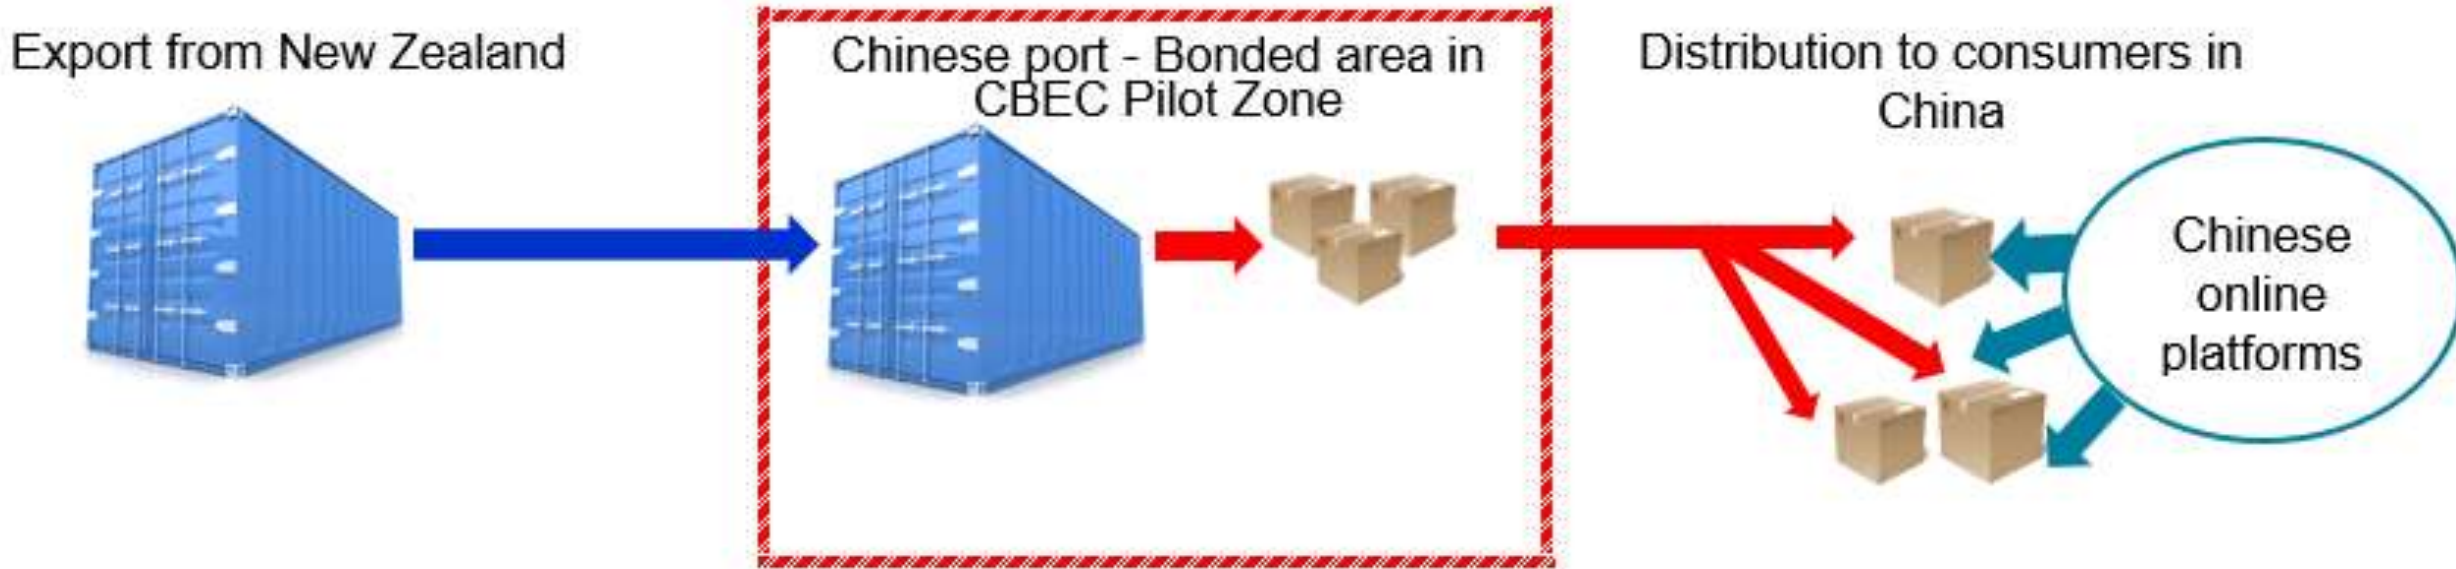 Export from New Zealand
Chinese port - Bonded area in
CBEC Pilot Zone
Distribution to consumers in
China
Chinese
online
platforms